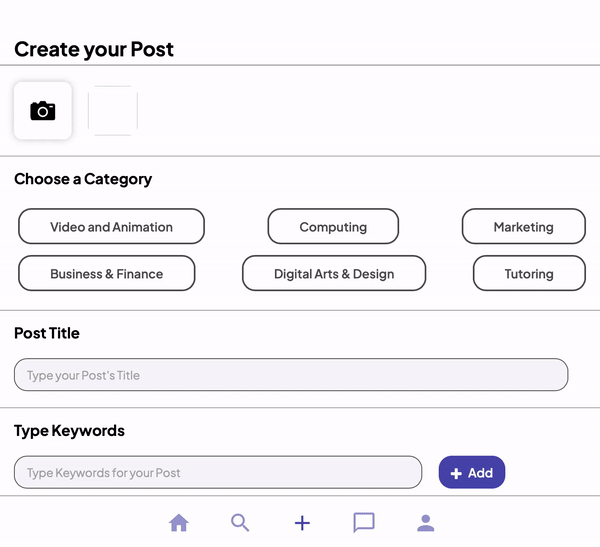 Create your Post
Choose a Category
Video and Animation
Computing
Marketing
Business & Finance
Digital Arts & Design
Tutoring
Post Title
Type your Post's Title
Type Keywords
Type Keywords for your Post
Add